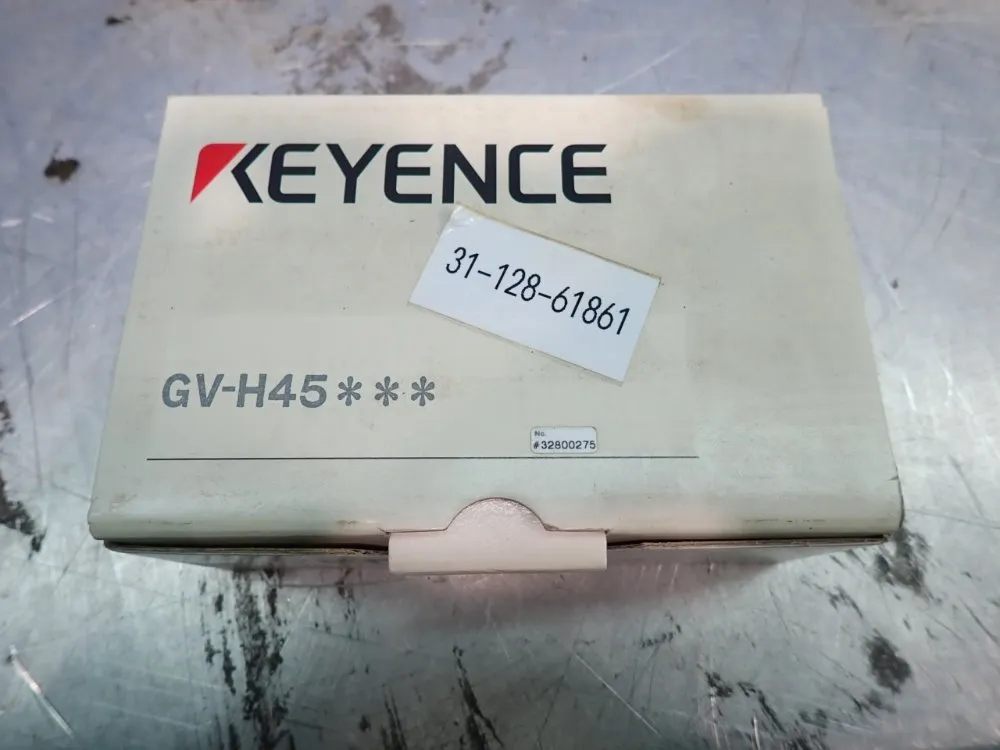 KEYENCE
31-128-61861
GV-H45***
No.
#32800275